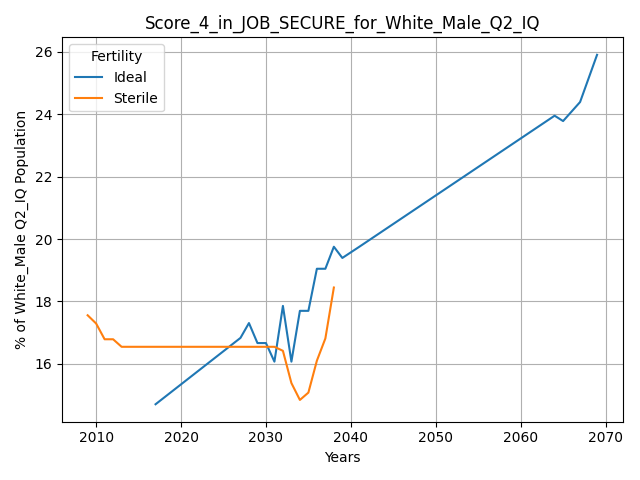 Score_4_in_JOB_SECURE_for_White_Male_Q2_IQ
Fertility
Ideal
Sterile
% of White_Male Q2_IQ Population
26
24
22
20
18
16
2010 2020 2030 2040 2050 2060 2070
Years